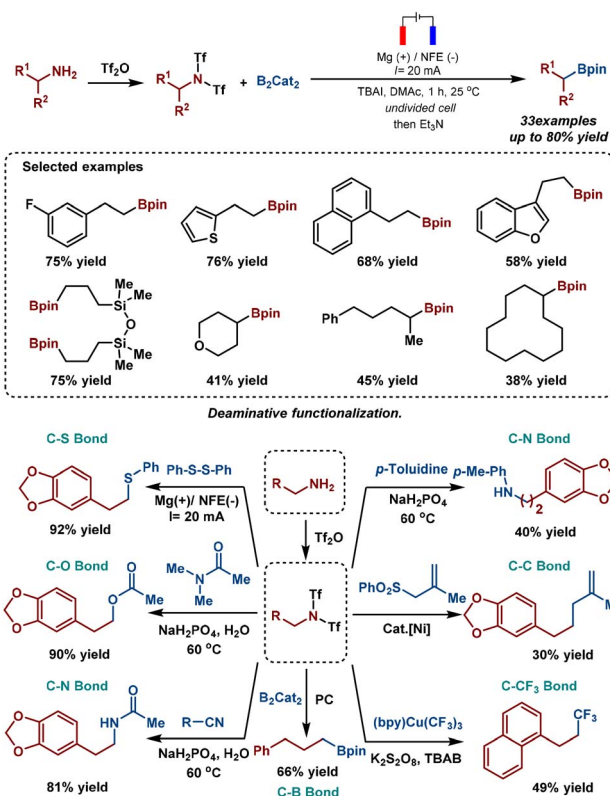 R1
NH2
R2
Tf2O
R1
N
Tf
Tf
R2
+
B2Cat2
Mg (+) / NFE (-)
I= 20 mA
TBAI, DMAc, 1 h, 25 oC
undivided cell
then Et3N
R1
Bpin
R2
33examples
up to 80% yield
Selected examples
F
Bpin
75% yield
S
Bpin
76% yield
Bpin
68% yield
O
Bpin
58% yield
Bpin
Me
Si
Me
O
Bpin
Si
Me
Me
75% yield
Bpin
O
41% yield
Ph
Bpin
Me
45% yield
Bpin
38% yield
Deaminative functionalization.
C-S Bond
O
O
S
Ph
92% yield
Ph-S-S-Ph
Mg(+)/ NFE(-)
I= 20 mA
R
NH2
Tf2O
p-Toluidine
NaH2PO4
60 oC
C-N Bond
p-Me-Ph
HN
( )
2
O
O
40% yield
C-O Bond
O
O
O
O
Me
90% yield
Me
N
Me
O
Me
NaH2PO4, H2O
60 oC
R
N
Tf
Tf
PhO2S
Me
Cat.[Ni]
C-C Bond
O
O
30% yield
C-N Bond
O
O
HN
O
Me
81% yield
R—CN
NaH2PO4, H2O
60 oC
B2Cat2
PC
Ph
Bpin
66% yield
C-B Bond
(bpy)Cu(CF3)3
K2S2O8, TBAB
C-CF3 Bond
CF3
49% yield